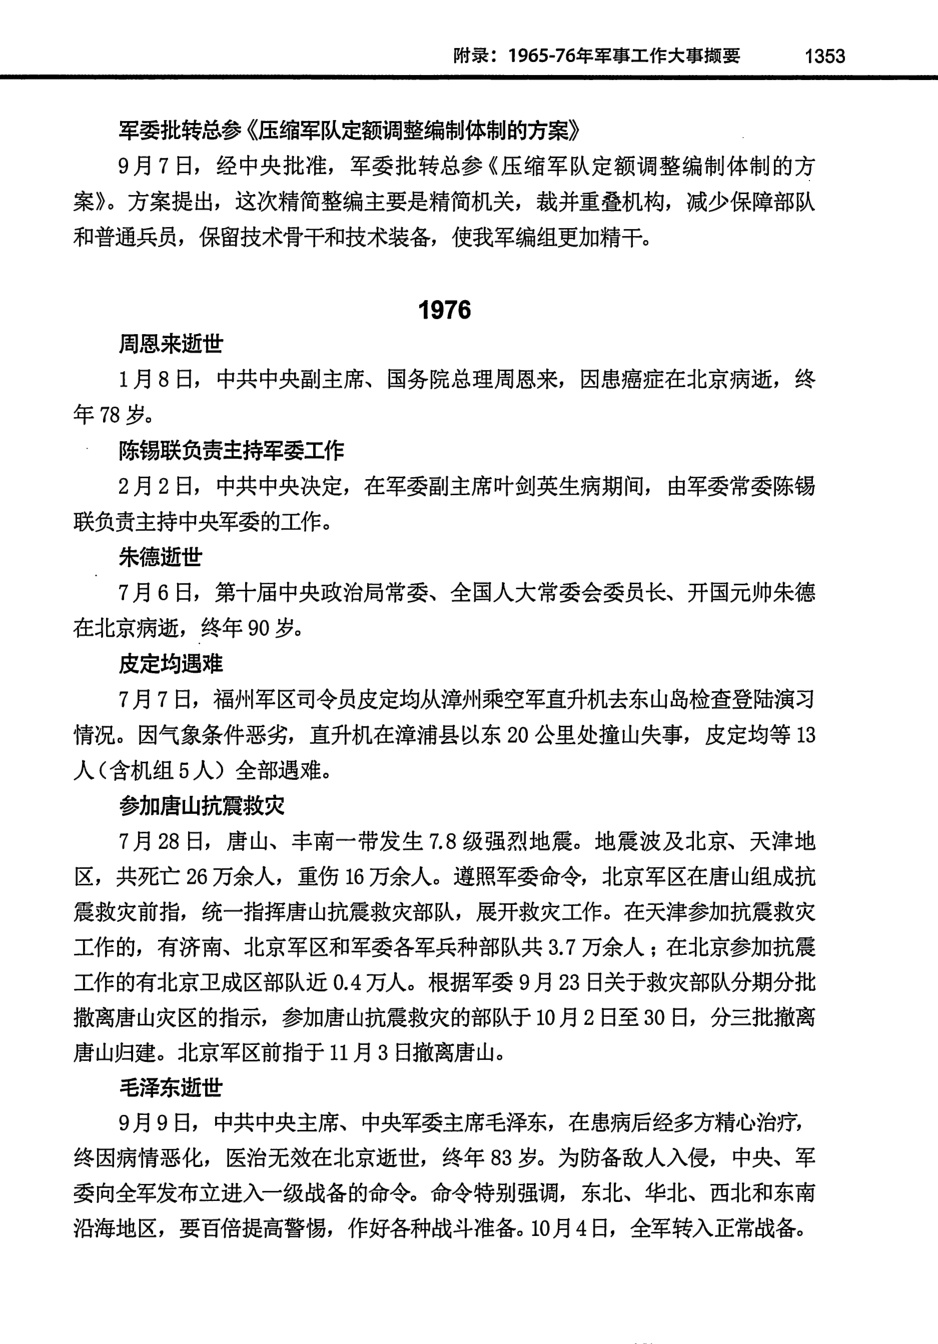 附录：1965-76年军事工作大事撷要 1353
军委批转总参《压缩军队定额调整编制体制的方案》
9月7日，经中央批准，军委批转总参《压缩军队定额调整编制体制的方
案》。方案提出，这次精简整编主要是精简机关，裁并重叠机构，减少保障部队
和普通兵员，保留技术骨干和技术装备，使我军编组更加精干。
1976
周恩来逝世
1月8日，中共中央副主席、国务院总理周恩来，因患癌症在北京病逝，终
年78岁。
陈锡联负责主持军委工作
2月2日，中共中央决定，在军委副主席叶剑英生病期间，由军委常委陈锡
联负责主持中央军委的工作。
朱德逝世
7月6日，第十届中央政治局常委、全国人大常委会委员长、开国元帅朱德
在北京病逝，终年90岁。
皮定均遇难
7月7日，福州军区司令员皮定均从漳州乘空军直升机去东山岛检查登陆演习
情况。因气象条件恶劣，直升机在漳浦县以东20公里处撞山失事，皮定均等13
人（含机组5人）全部遇难。
参加唐山抗震救灾
7月28日，唐山、丰南一带发生7.8级强烈地震。地震波及北京、天津地
区，共死亡26万余人，重伤16万余人。遵照军委命令，北京军区在唐山组成抗
震救灾前指，统一指挥唐山抗震救灾部队，展开救灾工作。在天津参加抗震救灾
工作的，有济南、北京军区和军委各军兵种部队共3.7万余人；在北京参加抗震
工作的有北京卫戍区部队近0.4万人。根据军委9月23日关于救灾部队分期分批
撒离唐山灾区的指示，参加唐山抗震救灾的部队于10月2日至30日，分三批撤离
唐山归建。北京军区前指于11月3日撤离唐山。
毛泽东逝世
9月9日，中共中央主席、中央军委主席毛泽东，在患病后经多方精心治疗，
终因病情恶化，医治无效在北京逝世，终年83岁。为防备敌人入侵，中央、军
委向全军发布立进入一级战备的命令。命令特别强调，东北、华北、西北和东南
沿海地区，要百倍提高警惕，作好各种战斗准备。10月4日，全军转入正常战备。